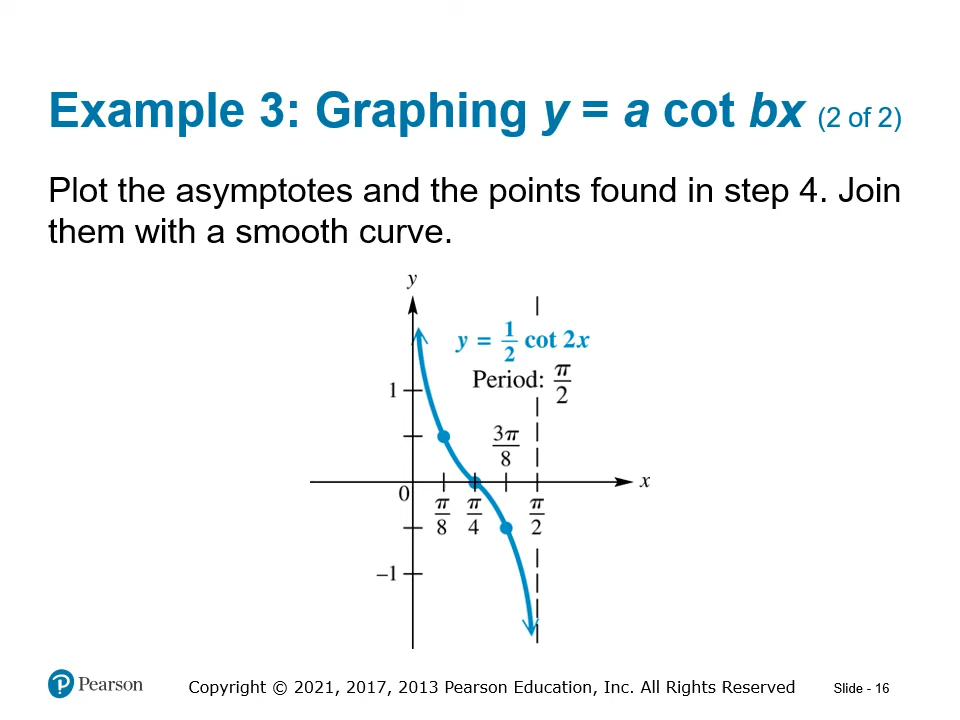 Example 3: Graphing y = a cot bx (2 of 2)
Plot the asymptotes and the points found in step 4. Join
them with a smooth curve.
y
y = 1/2 cot 2x
Period: π/2
1
3π/8
x
0
π/8 π/4 π/2
–1
Pearson
Copyright © 2021, 2017, 2013 Pearson Education, Inc. All Rights Reserved
Slide - 16